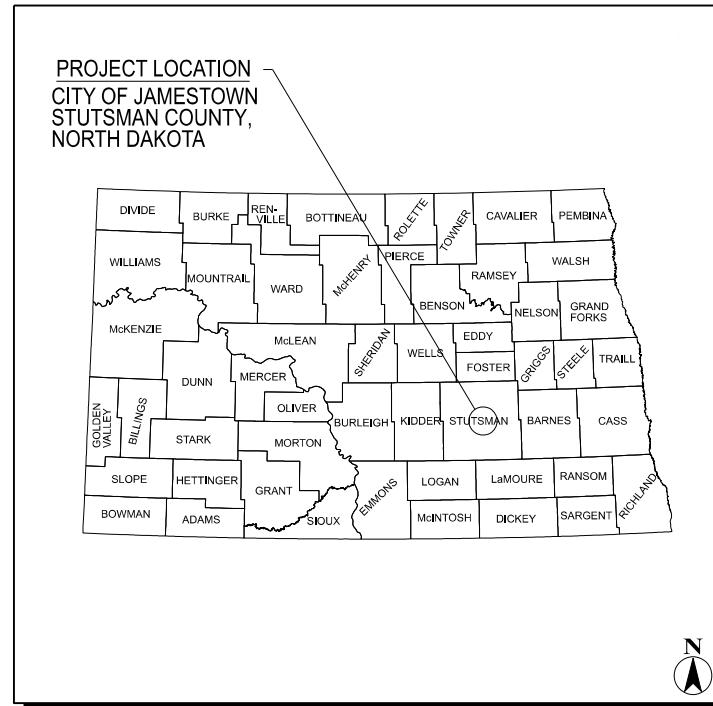 PROJECT LOCATION
CITY OF JAMESTOWN
STUTSMAN COUNTY,
NORTH DAKOTA
DIVIDE
BURKE
REN-
VILLE
BOTTINEAU
ROLETTE
TOWNER
CAVALIER
PEMBINA
WILLIAMS
MOUNTRAIL
WARD
McHENRY
PIERCE
BENSON
RAMSEY
WALSH
NELSON
GRAND
FORKS
McKENZIE
DUNN
McLEAN
MERCER
OLIVER
SHERIDAN
WELLS
EDDY
FOSTER
GRIGGS
STEELE
TRAILL
GOLDEN
VALLEY
BILLINGS
STARK
MORTON
BURLEIGH
KIDDER
STUTSMAN
BARNES
CASS
SLOPE
HETTINGER
GRANT
SIOUX
EMMONS
LOGAN
LaMOURE
RANSOM
RICHLAND
BOWMAN
ADAMS
McINTOSH
DICKEY
SARGENT
N